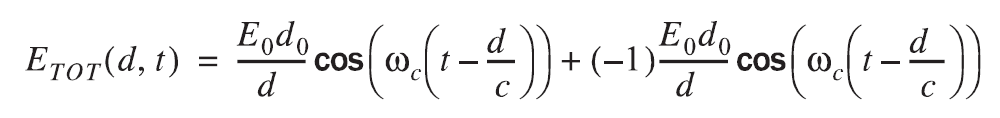 E_{TOT}(d, t) = \frac{E_0 d_0}{d} \cos\left(\omega_c\left(t - \frac{d}{c}\right)\right) + (-1)\frac{E_0 d_0}{d} \cos\left(\omega_c\left(t - \frac{d}{c}\right)\right)